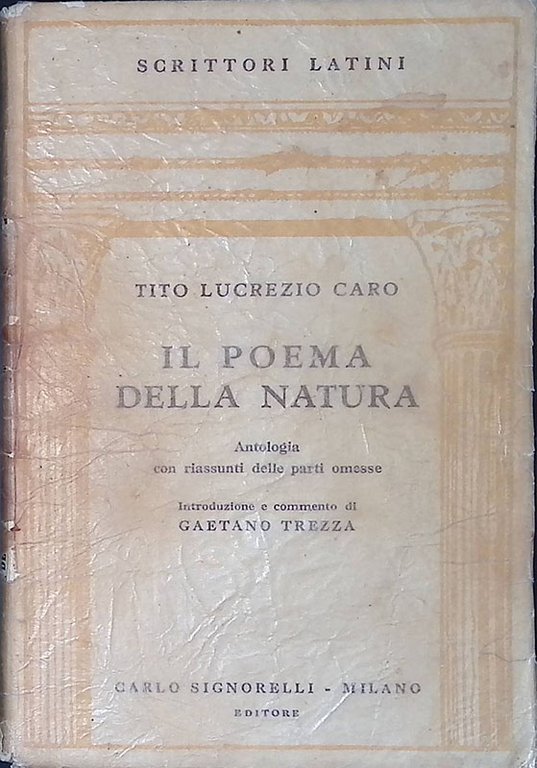 SCRITTORI LATINI
TITO LUCREZIO CARO
IL POEMA
DELLA NATURA
Antologia
con riassunti delle parti omesse
Introduzione e commento di
GAETANO TREZZA
CARLO SIGNORELLI - MILANO
EDITORE